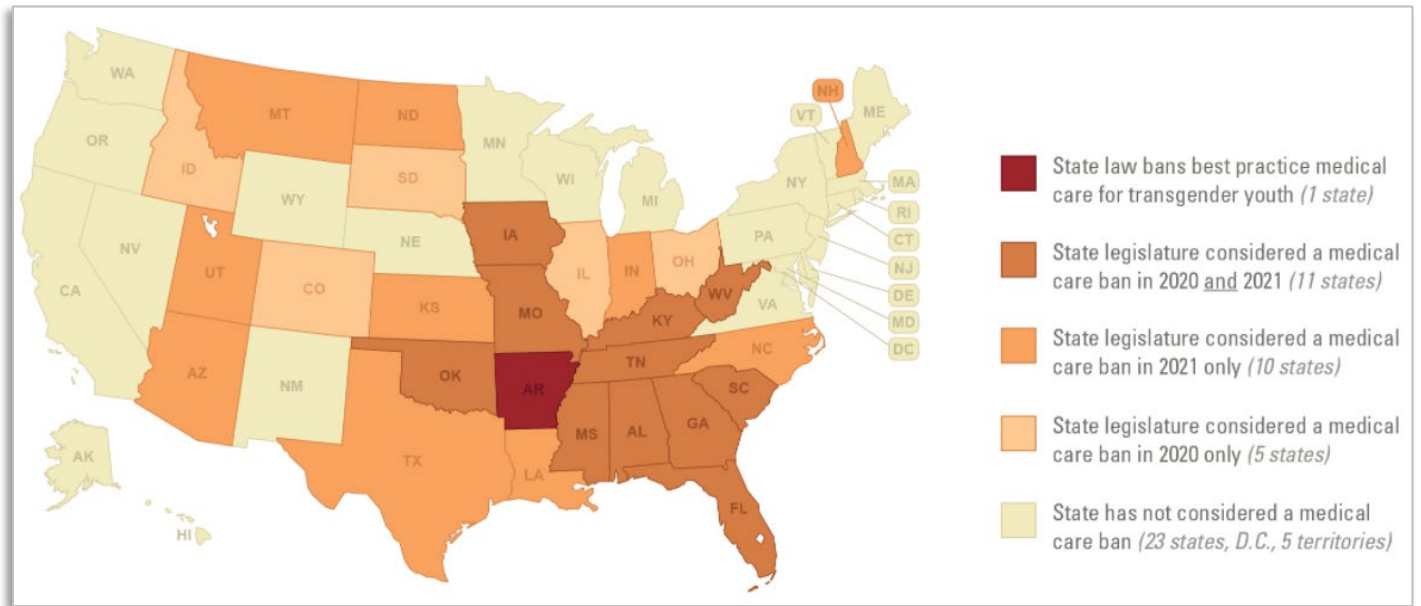 WA
OR
CA
NV
ID
MT
WY
UT
AZ
CO
NM
ND
SD
NE
KS
OK
TX
MN
IA
MO
AR
LA
WI
IL
MI
IN
OH
KY
TN
MS
AL
GA
FL
SC
NC
WV
VA
PA
NY
VT
NH
ME
MA
RI
CT
NJ
DE
MD
DC
AK
HI
State law bans best practice medical
care for transgender youth (1 state)
State legislature considered a medical
care ban in 2020 and 2021 (11 states)
State legislature considered a medical
care ban in 2021 only (10 states)
State legislature considered a medical
care ban in 2020 only (5 states)
State has not considered a medical
care ban (23 states, D.C., 5 territories)